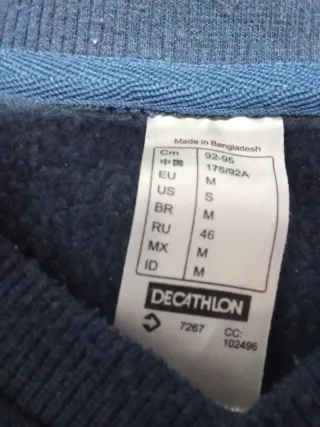 Made in Bangladesh
Cm 92-95
中国 175/92A
EU M
US S
BR M
RU 46
MX M
ID M
DECATHLON
7267 CC:
102496